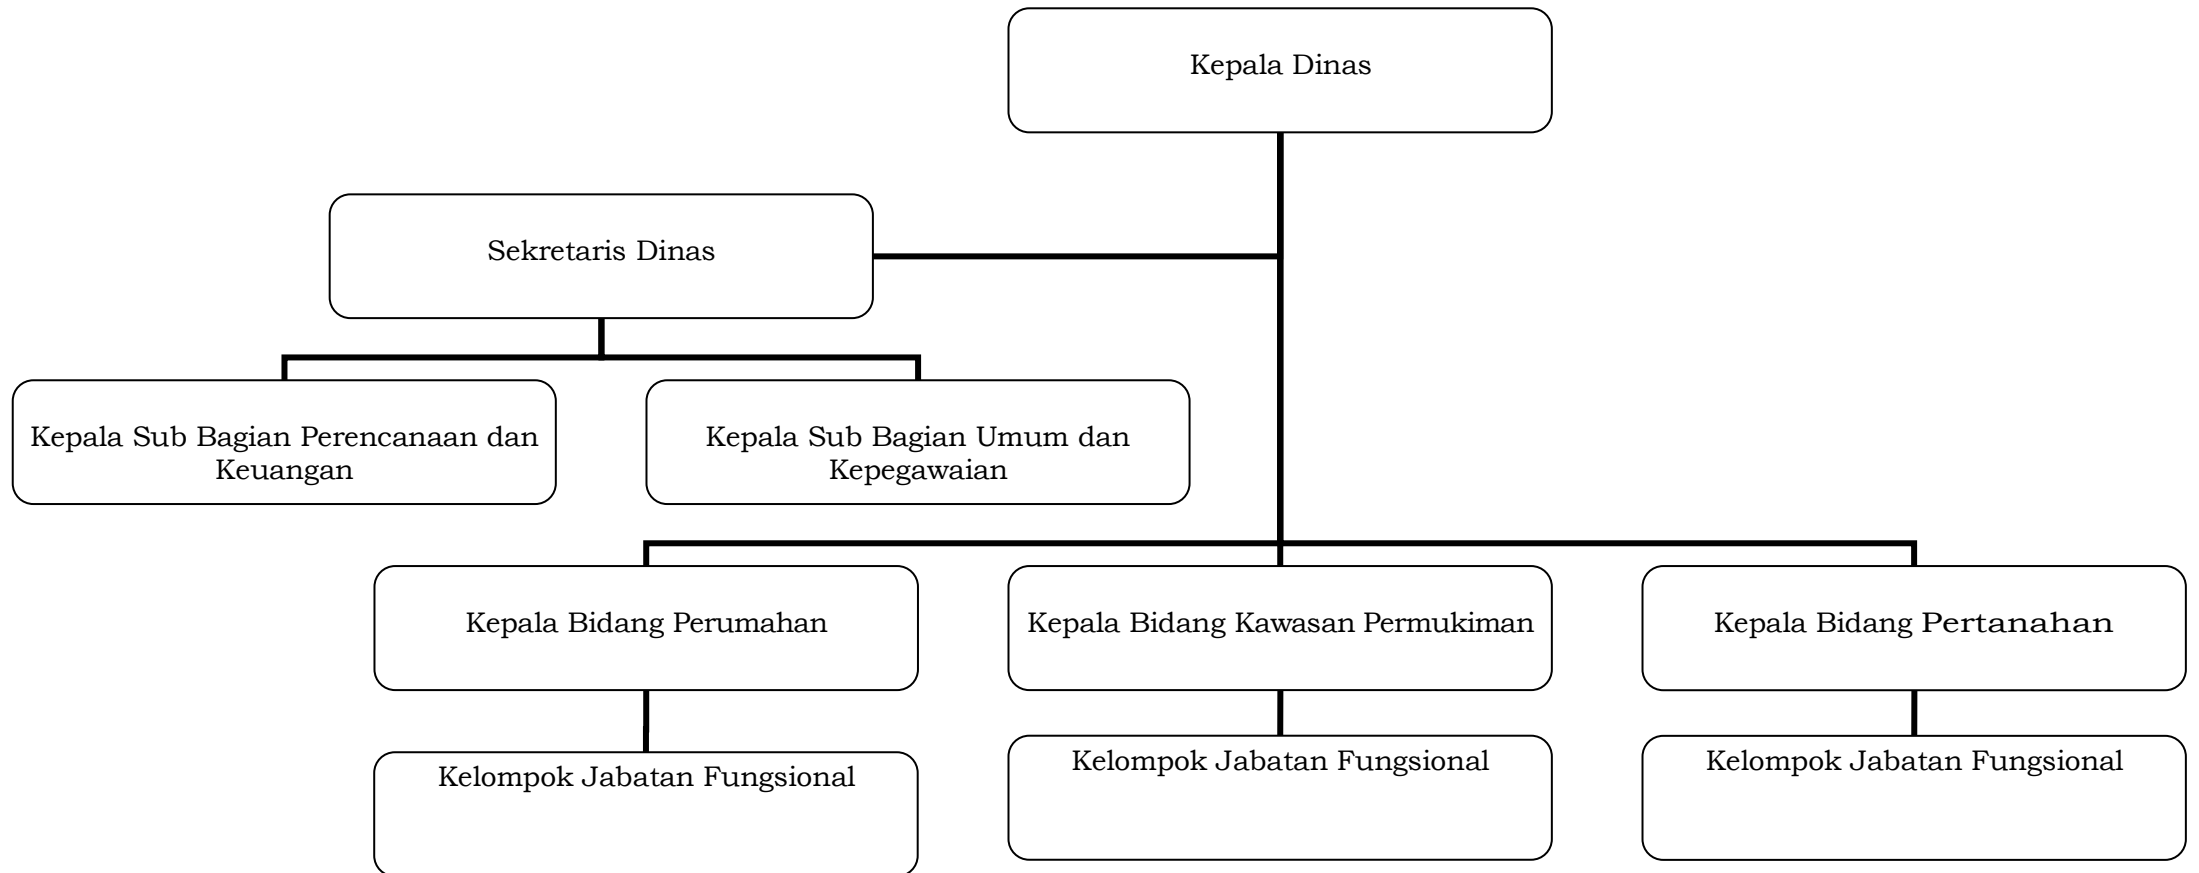 Kepala Dinas
Sekretaris Dinas
Kepala Sub Bagian Perencanaan dan
Keuangan
Kepala Sub Bagian Umum dan
Kepegawaian
Kepala Bidang Perumahan
Kepala Bidang Kawasan Permukiman
Kepala Bidang Pertanahan
Kelompok Jabatan Fungsional
Kelompok Jabatan Fungsional
Kelompok Jabatan Fungsional